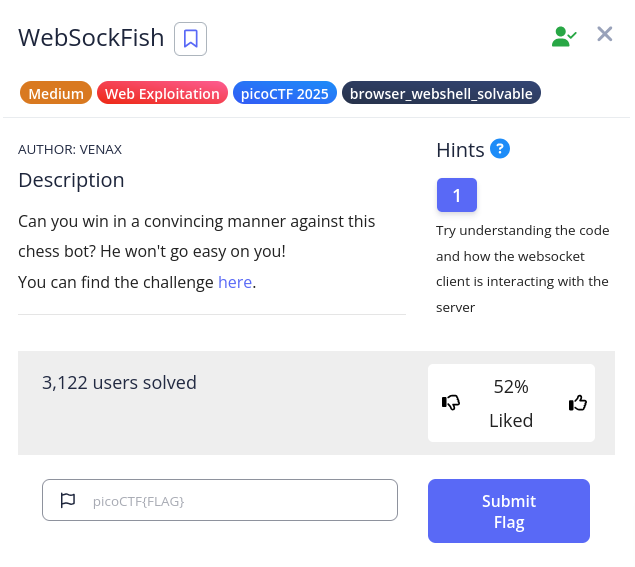 WebSockFish
Medium Web Exploitation picoCTF 2025 browser_webshell_solvable
AUTHOR: VENAX
Description
Can you win in a convincing manner against this
chess bot? He won't go easy on you!
You can find the challenge here.
Hints ?
1
Try understanding the code
and how the websocket
client is interacting with the
server
3,122 users solved
52%
Liked
picoCTF{FLAG}
Submit
Flag